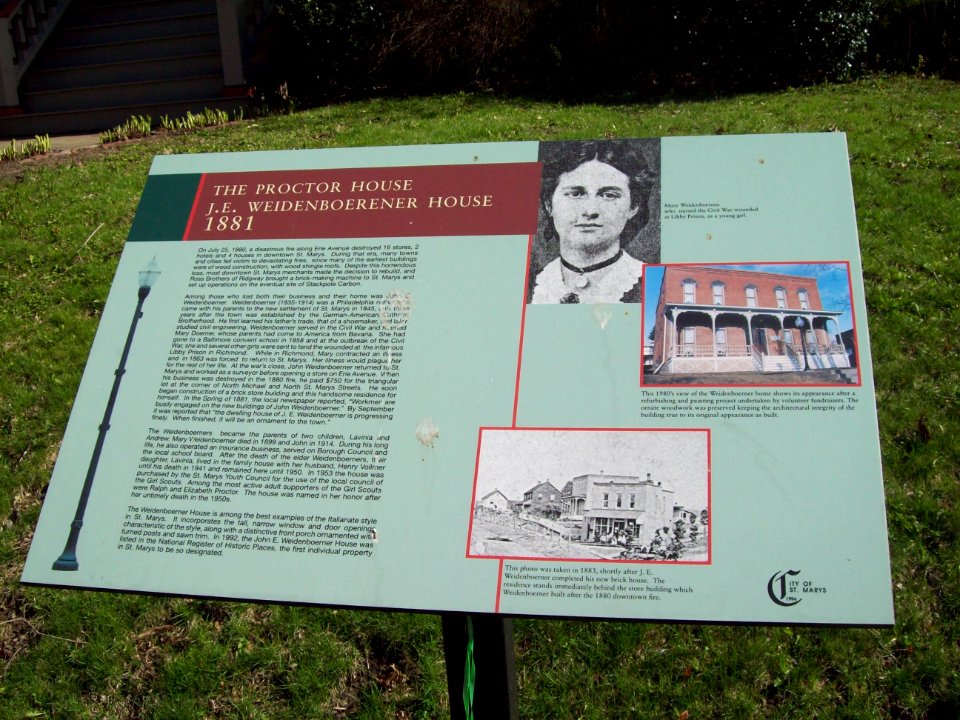 THE PROCTOR HOUSE
J.E. WEIDENBOERENER HOUSE
1881
On July 25, 1880, a disastrous fire along Erie Avenue destroyed 16 stores, 2
hotels and 4 houses in downtown St. Marys. During that era, many towns
and cities fell victim to devastating fires, since many of the earliest buildings
were of wood construction, with wood shingle roofs. Despite this horrendous
loss, most downtown St. Marys merchants made the decision to rebuild, and
Ross Brothers of Ridgway brought a brick-making machine to St. Marys and
set up operations on the eventual site of Stackpole Carbon.
Among those who lost both their business and their home was John E.
Weidenboerner. Weidenboerner (1835-1914) was a Philadelphia native who
came with his parents to the new settlement of St. Marys in 1845, three
years after the town was established by the German-American Catholic
Brotherhood. He first learned his father's trade, that of a shoemaker, and later
studied civil engineering. Weidenboerner served in the Civil War and married
Mary Doerner, whose parents had come to America from Bavaria. She had
gone to a Baltimore convent school in 1858 and at the outbreak of the Civil
War, she and several other girls were sent to tend the wounded at the infamous
Libby Prison in Richmond. While in Richmond, Mary contracted an illness
and in 1863 was forced to return to St. Marys. Her illness would plague her
for the rest of her life. At the war's close, John Weidenboerner returned to St.
Marys and worked as a surveyor before opening a store on Erie Avenue. When
his business was destroyed in the 1880 fire, he paid $750 for the triangular
lot at the corner of North Michael and North St. Marys Streets. He soon
began construction of a brick store building and this handsome residence for
himself. In the Spring of 1881, the local newspaper reported, "Workmen are
busily engaged on the new buildings of John Weidenboerner." By September
it was reported that "the dwelling house of J. E. Weidenboerner is progressing
finely. When finished, it will be an ornament to the town."
The Weidenboerners became the parents of two children, Lavinia and
Andrew. Mary Weidenboerner died in 1899 and John in 1914. During his long
life, he also operated an insurance business, served on Borough Council and
the local school board. After the death of the elder Weidenboerners, their
daughter, Lavinia, lived in the family house with her husband, Henry Vollmer
until his death in 1941 and remained here until 1950. In 1953 the house was
purchased by the St. Marys Youth Council for the use of the local council of
the Girl Scouts. Among the most active adult supporters of the Girl Scouts
were Ralph and Elizabeth Proctor. The house was named in her honor after
her untimely death in the 1950s.
The Weidenboerner House is among the best examples of the Italianate style
in St. Marys. It incorporates the tall, narrow window and door openings
characteristic of the style, along with a distinctive front porch ornamented with
turned posts and sawn trim. In 1992, the John E. Weidenboerner House was
listed in the National Register of Historic Places, the first individual property
in St. Marys to be so designated.
Mary Weidenboerner,
who nursed the Civil War wounded
at Libby Prison, as a young girl.
This 1980's view of the Weidenboerner home shows its appearance after a
refurbishing and painting project undertaken by volunteer fundraisers. The
ornate woodwork was preserved keeping the architectural integrity of the
building true to its original appearance as built.
This photo was taken in 1883, shortly after J. E.
Weidenboerner completed his new brick house. The
residence stands immediately behind the store building which
Weidenboerner built after the 1880 downtown fire.
CITY OF
ST. MARYS
1994